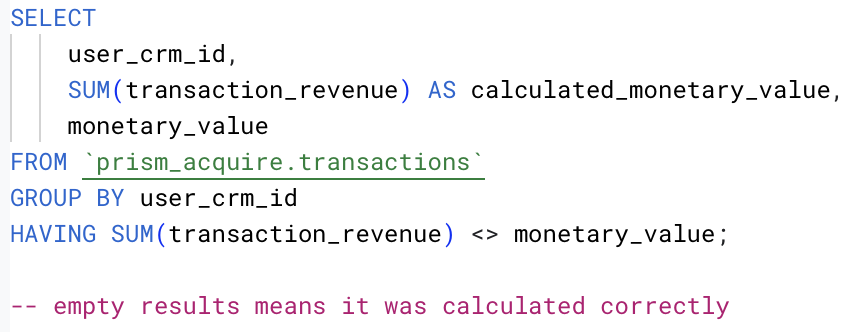 SELECT
user_crm_id,
SUM(transaction_revenue) AS calculated_monetary_value,
monetary_value
FROM `prism_acquire.transactions`
GROUP BY user_crm_id
HAVING SUM(transaction_revenue) <> monetary_value;
-- empty results means it was calculated correctly